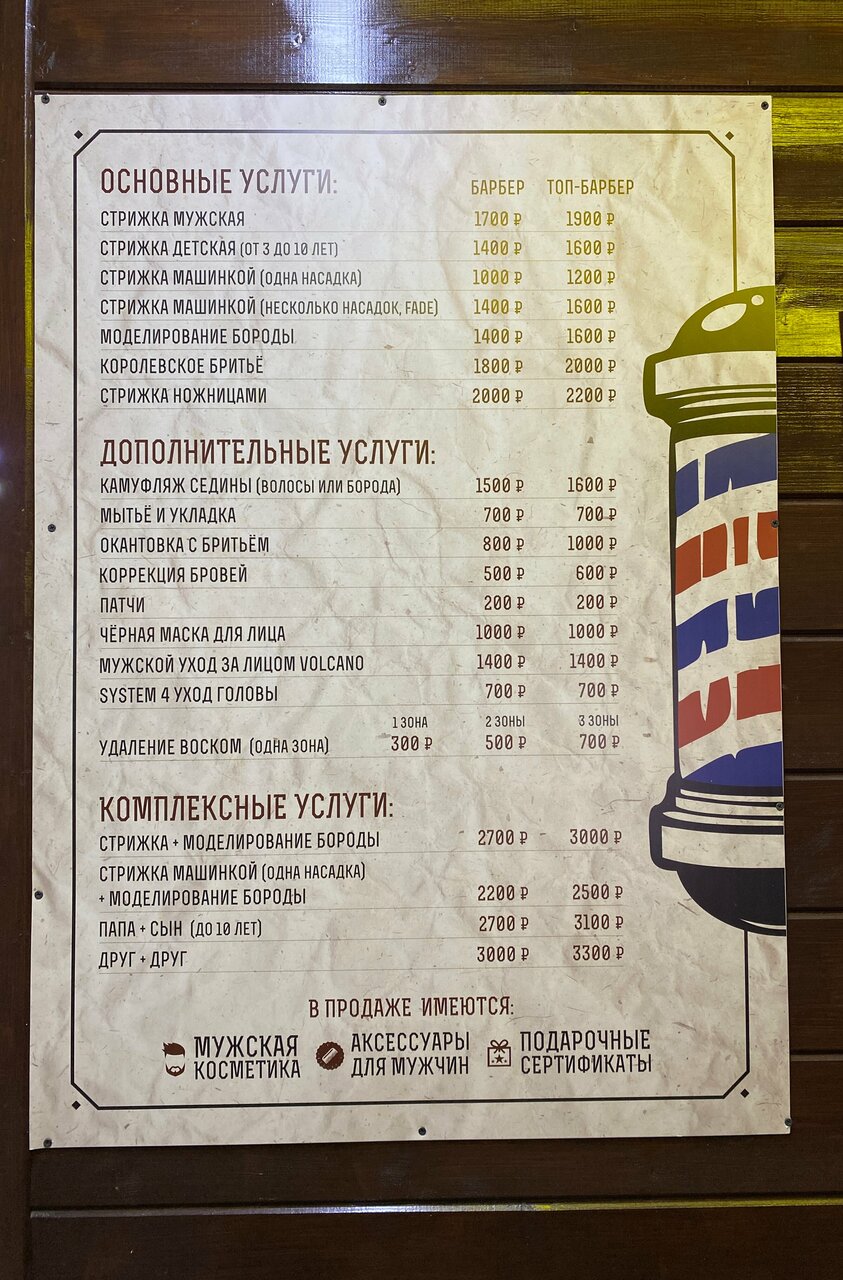 ОСНОВНЫЕ УСЛУГИ: БАРБЕР ТОП-БАРБЕР
СТРИЖКА МУЖСКАЯ 1700 ₽ 1900 ₽
СТРИЖКА ДЕТСКАЯ (ОТ 3 ДО 10 ЛЕТ) 1400 ₽ 1600 ₽
СТРИЖКА МАШИНКОЙ (ОДНА НАСАДКА) 1000 ₽ 1200 ₽
СТРИЖКА МАШИНКОЙ (НЕСКОЛЬКО НАСАДОК, FADE) 1400 ₽ 1600 ₽
МОДЕЛИРОВАНИЕ БОРОДЫ 1400 ₽ 1600 ₽
КОРОЛЕВСКОЕ БРИТЬЁ 1800 ₽ 2000 ₽
СТРИЖКА НОЖНИЦАМИ 2000 ₽ 2200 ₽
ДОПОЛНИТЕЛЬНЫЕ УСЛУГИ:
КАМУФЛЯЖ СЕДИНЫ (ВОЛОСЫ ИЛИ БОРОДА) 1500 ₽ 1600 ₽
МЫТЬЁ И УКЛАДКА 700 ₽ 700 ₽
ОКАНТОВКА С БРИТЬЁМ 800 ₽ 1000 ₽
КОРРЕКЦИЯ БРОВЕЙ 500 ₽ 600 ₽
ПАТЧИ 200 ₽ 200 ₽
ЧЁРНАЯ МАСКА ДЛЯ ЛИЦА 1000 ₽ 1000 ₽
МУЖСКОЙ УХОД ЗА ЛИЦОМ VOLCANO 1400 ₽ 1400 ₽
SYSTEM 4 УХОД ГОЛОВЫ 700 ₽ 700 ₽
1 ЗОНА 2 ЗОНЫ 3 ЗОНЫ
УДАЛЕНИЕ ВОСКОМ (ОДНА ЗОНА) 300 ₽ 500 ₽ 700 ₽
КОМПЛЕКСНЫЕ УСЛУГИ:
СТРИЖКА + МОДЕЛИРОВАНИЕ БОРОДЫ 2700 ₽ 3000 ₽
СТРИЖКА МАШИНКОЙ (ОДНА НАСАДКА)
+ МОДЕЛИРОВАНИЕ БОРОДЫ 2200 ₽ 2500 ₽
ПАПА + СЫН (ДО 10 ЛЕТ) 2700 ₽ 3100 ₽
ДРУГ + ДРУГ 3000 ₽ 3300 ₽
В ПРОДАЖЕ ИМЕЮТСЯ:
МУЖСКАЯ
КОСМЕТИКА
АКСЕССУАРЫ
ДЛЯ МУЖЧИН
ПОДАРОЧНЫЕ
СЕРТИФИКАТЫ